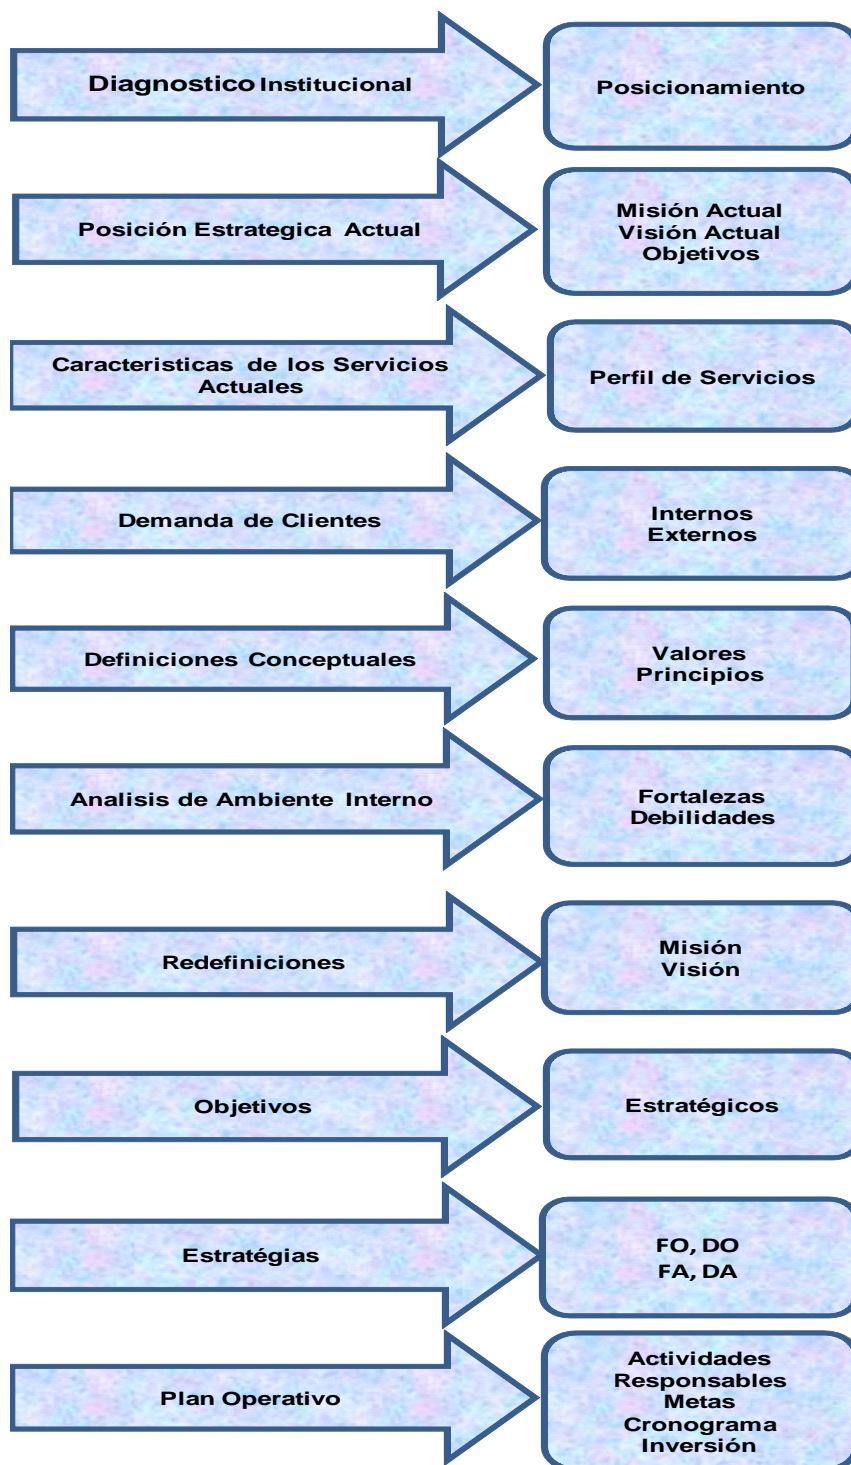 Diagnostico Institucional
Posicionamiento
Posición Estrategica Actual
Misión Actual
Visión Actual
Objetivos
Caracteristicas de los Servicios
Actuales
Perfil de Servicios
Demanda de Clientes
Internos
Externos
Definiciones Conceptuales
Valores
Principios
Analisis de Ambiente Interno
Fortalezas
Debilidades
Redefiniciones
Misión
Visión
Objetivos
Estratégicos
Estratégias
FO, DO
FA, DA
Plan Operativo
Actividades
Responsables
Metas
Cronograma
Inversión